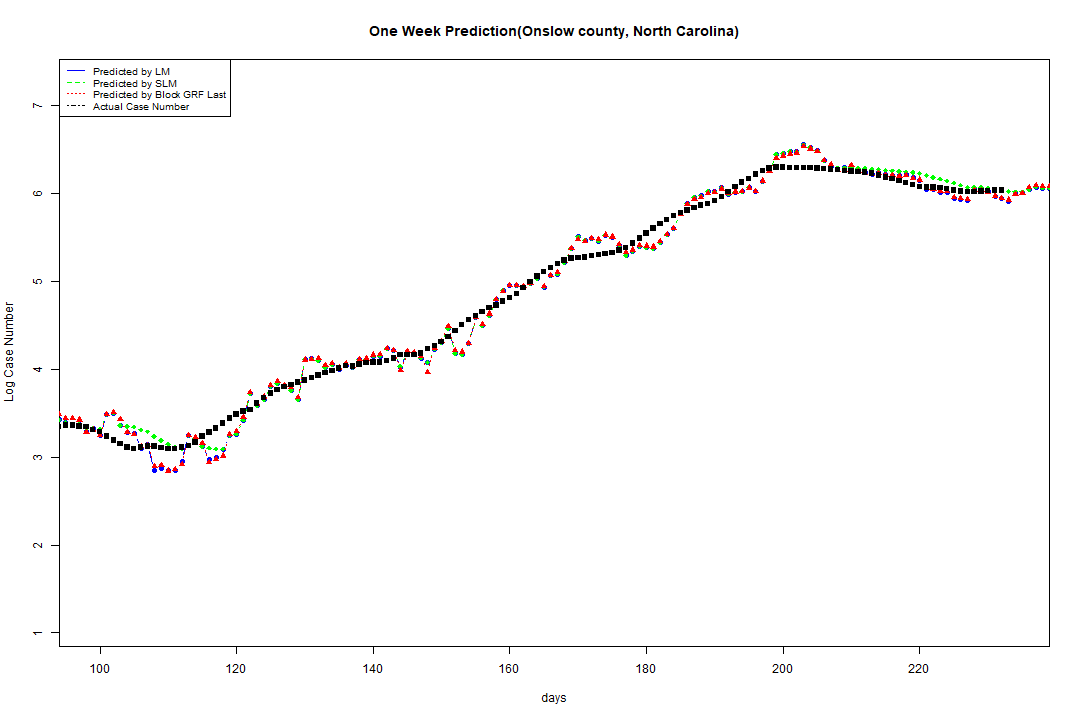 One Week Prediction(Onslow county, North Carolina)
Predicted by LM
Predicted by SLM
Predicted by Block GRF Last
Actual Case Number
7
6
5
4
3
2
1
Log Case Number
100 120 140 160 180 200 220
days